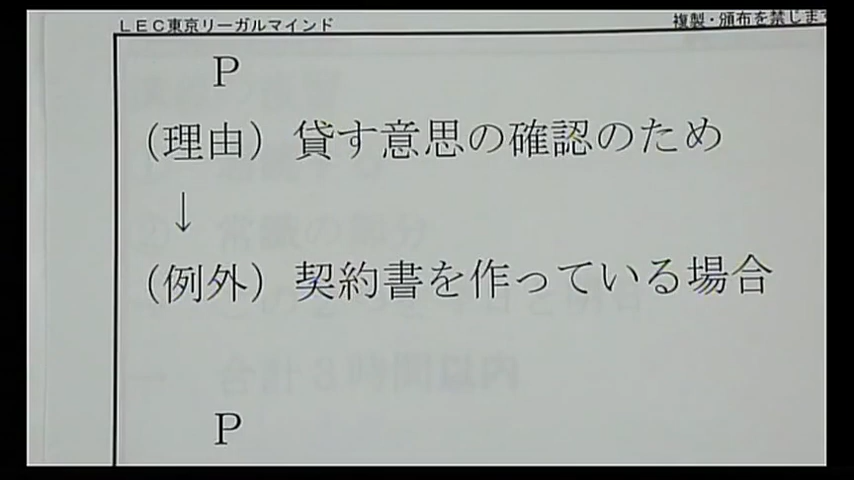 LEC東京リーガルマインド
複製・頒布を禁じます
P
(理由) 貸す意思の確認のため
↓
(例外) 契約書を作っている場合
P